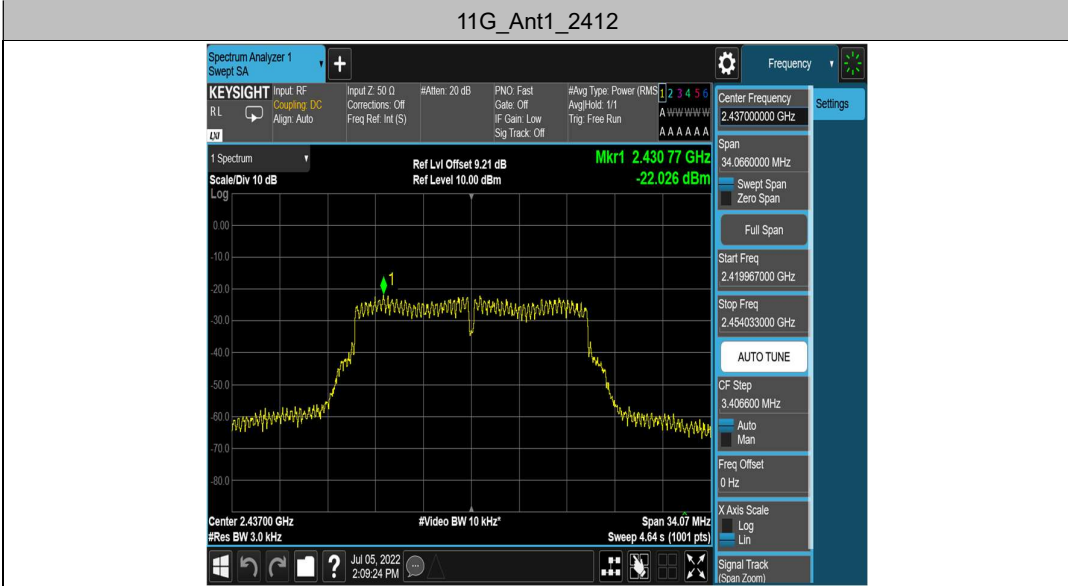 11G_Ant1_2412
Spectrum Analyzer 1
Swept SA
+
Frequency
KEYSIGHT
RL
LXI
Input: RF
Coupling: DC
Align: Auto
Input Z: 50 Ω
Corrections: Off
Freq Ref: Int (S)
#Atten: 20 dB
PNO: Fast
Gate: Off
IF Gain: Low
Sig Track: Off
#Avg Type: Power (RMS
Avg|Hold: 1/1
Trig: Free Run
1 2 3 4 5 6
A W W W W W
A A A A A A
1 Spectrum
Scale/Div 10 dB
Log
Ref Lvl Offset 9.21 dB
Ref Level 10.00 dBm
Mkr1 2.430 77 GHz
-22.026 dBm
0.00
-10.0
-20.0
-30.0
-40.0
-50.0
-60.0
-70.0
-80.0
1
Center 2.43700 GHz
#Res BW 3.0 kHz
#Video BW 10 kHz*
Span 34.07 MHz
Sweep 4.64 s (1001 pts)
?
Jul 05, 2022
2:09:24 PM
Center Frequency
2.437000000 GHz
Settings
Span
34.0660000 MHz
Swept Span
Zero Span
Full Span
Start Freq
2.419967000 GHz
Stop Freq
2.454033000 GHz
AUTO TUNE
CF Step
3.406600 MHz
Auto
Man
Freq Offset
0 Hz
X Axis Scale
Log
Lin
Signal Track
(Span Zoom)